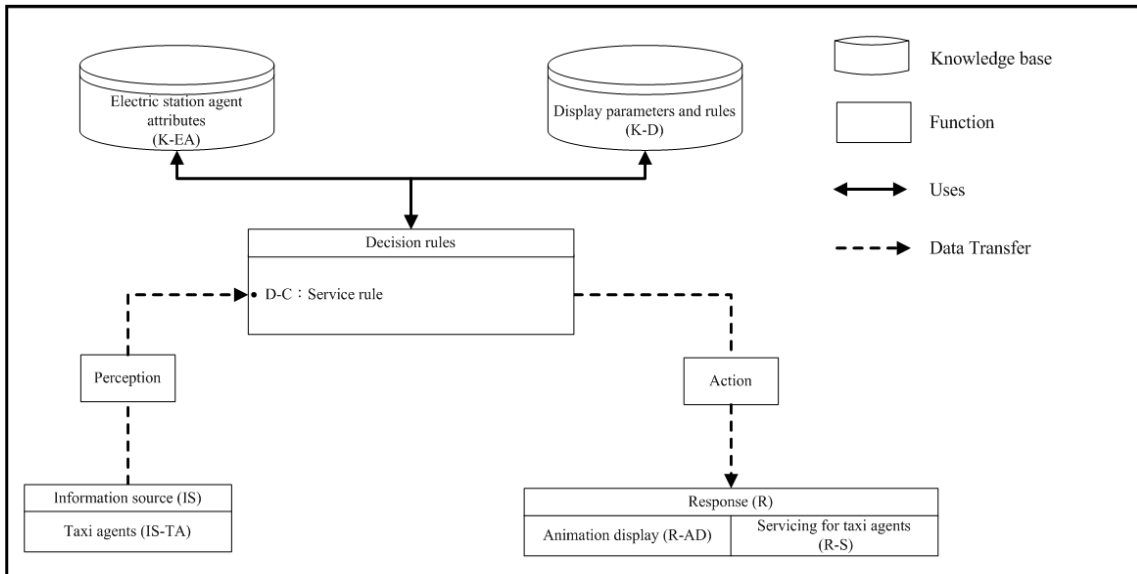 Electric station agent
attributes
(K-EA)
Display parameters and rules
(K-D)
Knowledge base
Function
Uses
Data Transfer
Decision rules
• D-C：Service rule
Perception
Action
Information source (IS)
Taxi agents (IS-TA)
Response (R)
Animation display (R-AD)
Servicing for taxi agents
(R-S)